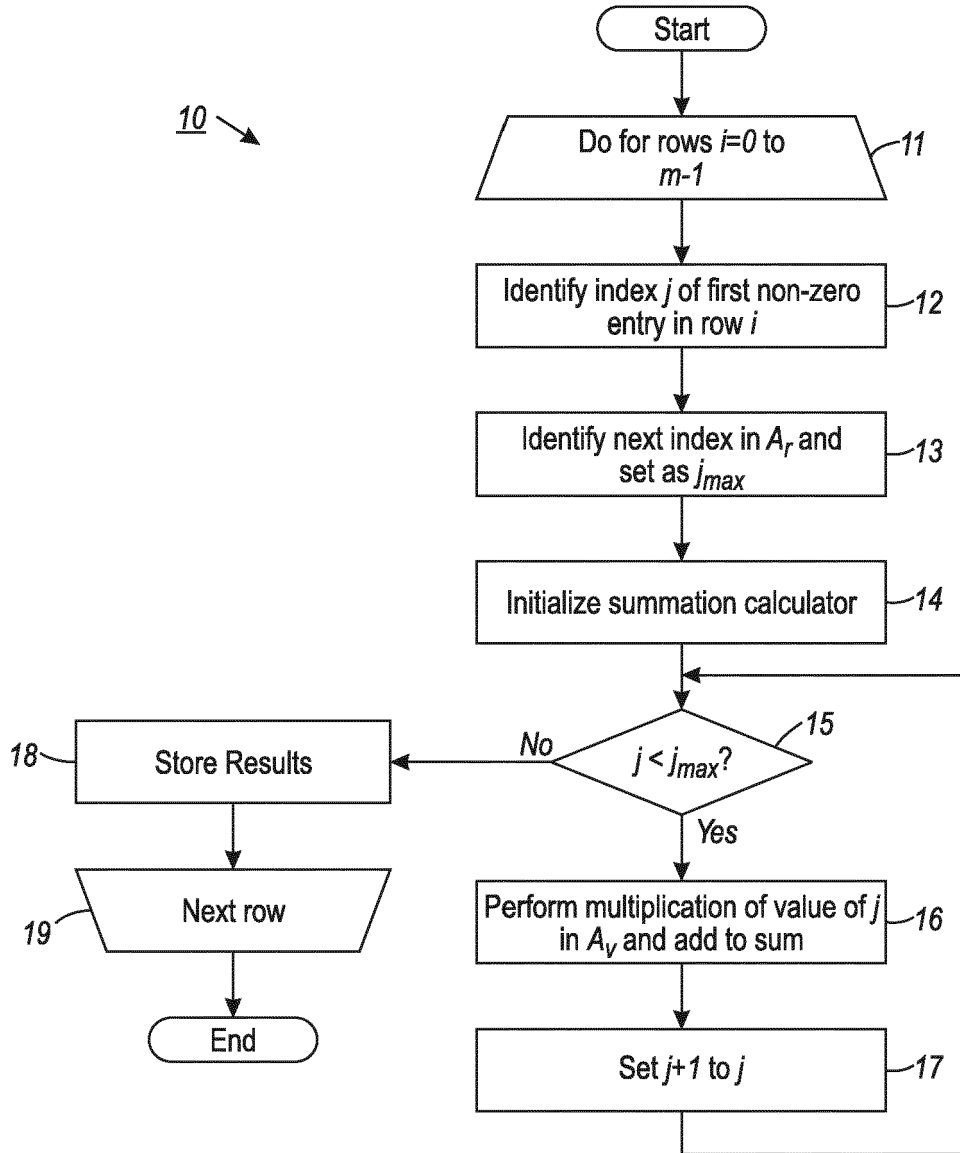 Start
10
Do for rows i=0 to
m-1
11
Identify index j of first non-zero
entry in row i
12
Identify next index in Ar and
set as jmax
13
Initialize summation calculator
14
15
j < jmax?
No
Yes
18
Store Results
Perform multiplication of value of j
in Av and add to sum
16
19
Next row
Set j+1 to j
17
End